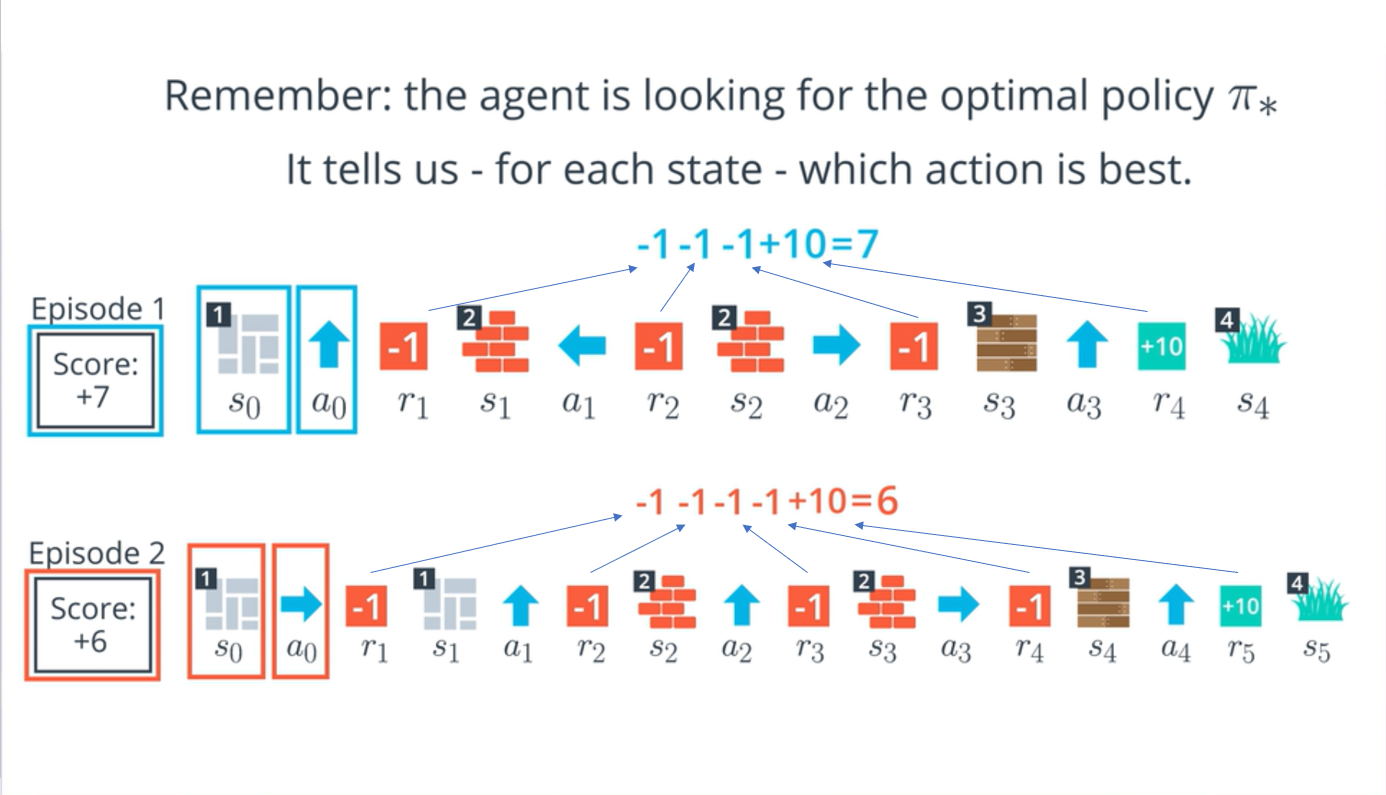 Remember: the agent is looking for the optimal policy π∗
It tells us - for each state - which action is best.
-1 -1 -1+10=7
Episode 1
Score:
+7
1 -1 2 -1 2 -1 3 +10 4
s0 a0 r1 s1 a1 r2 s2 a2 r3 s3 a3 r4 s4
-1 -1 -1 -1 +10=6
Episode 2
Score:
+6
1 -1 1 -1 2 -1 2 -1 3 +10 4
s0 a0 r1 s1 a1 r2 s2 a2 r3 s3 a3 r4 s4 a4 r5 s5